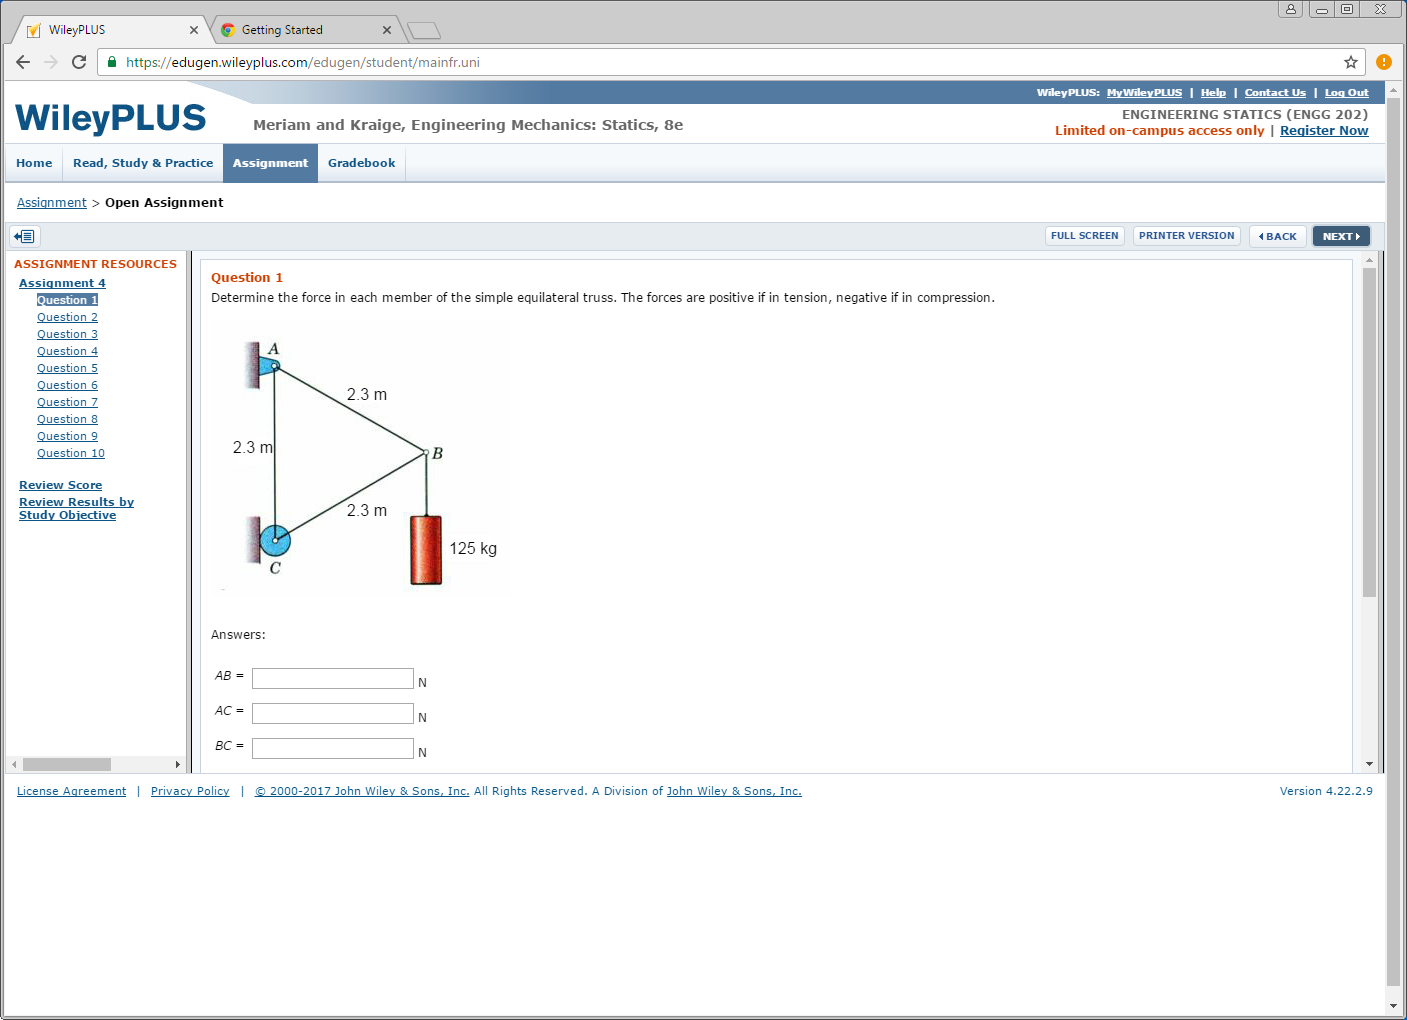 WileyPLUS
Getting Started
https://edugen.wileyplus.com/edugen/student/mainfr.uni
WileyPLUS: MyWileyPLUS | Help | Contact Us | Log Out
WileyPLUS
Meriam and Kraige, Engineering Mechanics: Statics, 8e
ENGINEERING STATICS (ENGG 202)
Limited on-campus access only | Register Now
Home
Read, Study & Practice
Assignment
Gradebook
Assignment > Open Assignment
FULL SCREEN
PRINTER VERSION
BACK
NEXT
ASSIGNMENT RESOURCES
Assignment 4
Question 1
Question 2
Question 3
Question 4
Question 5
Question 6
Question 7
Question 8
Question 9
Question 10
Review Score
Review Results by
Study Objective
Question 1
Determine the force in each member of the simple equilateral truss. The forces are positive if in tension, negative if in compression.
A
2.3 m
2.3 m
B
2.3 m
125 kg
C
Answers:
AB =
N
AC =
N
BC =
N
License Agreement | Privacy Policy | © 2000-2017 John Wiley & Sons, Inc. All Rights Reserved. A Division of John Wiley & Sons, Inc.
Version 4.22.2.9